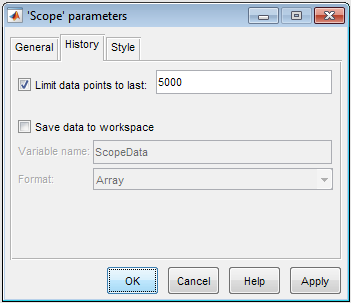 'Scope' parameters
General History Style
Limit data points to last: 5000
Save data to workspace
Variable name: ScopeData
Format: Array
OK Cancel Help Apply